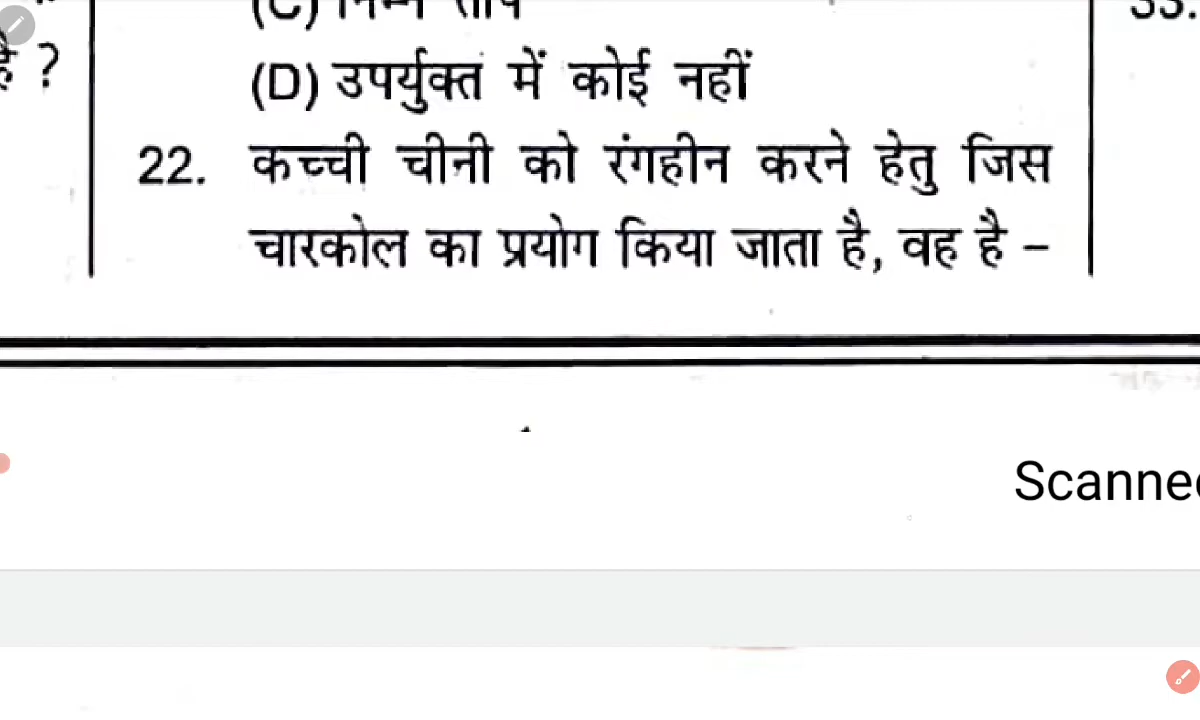 है ?
(D) उपर्युक्त में कोई नहीं
22. कच्ची चीनी को रंगहीन करने हेतु जिस
चारकोल का प्रयोग किया जाता है, वह है –
Scanne